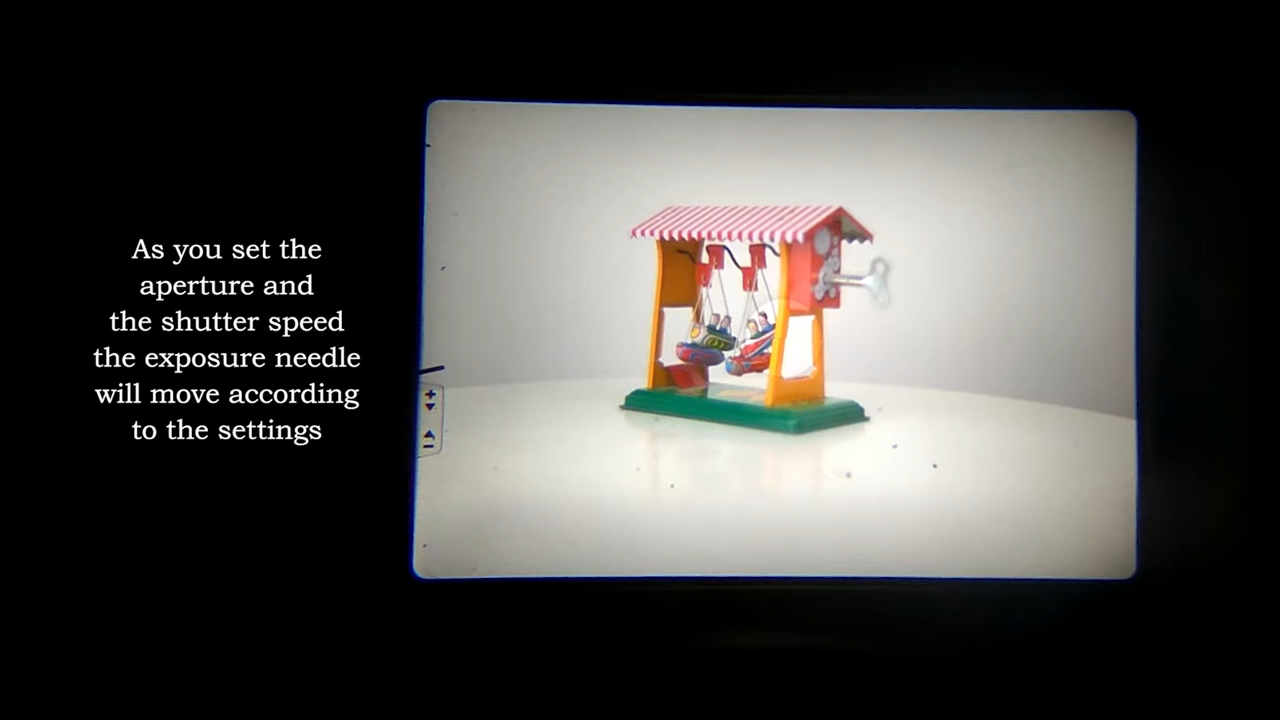 As you set the
aperture and
the shutter speed
the exposure needle
will move according
to the settings
+
-